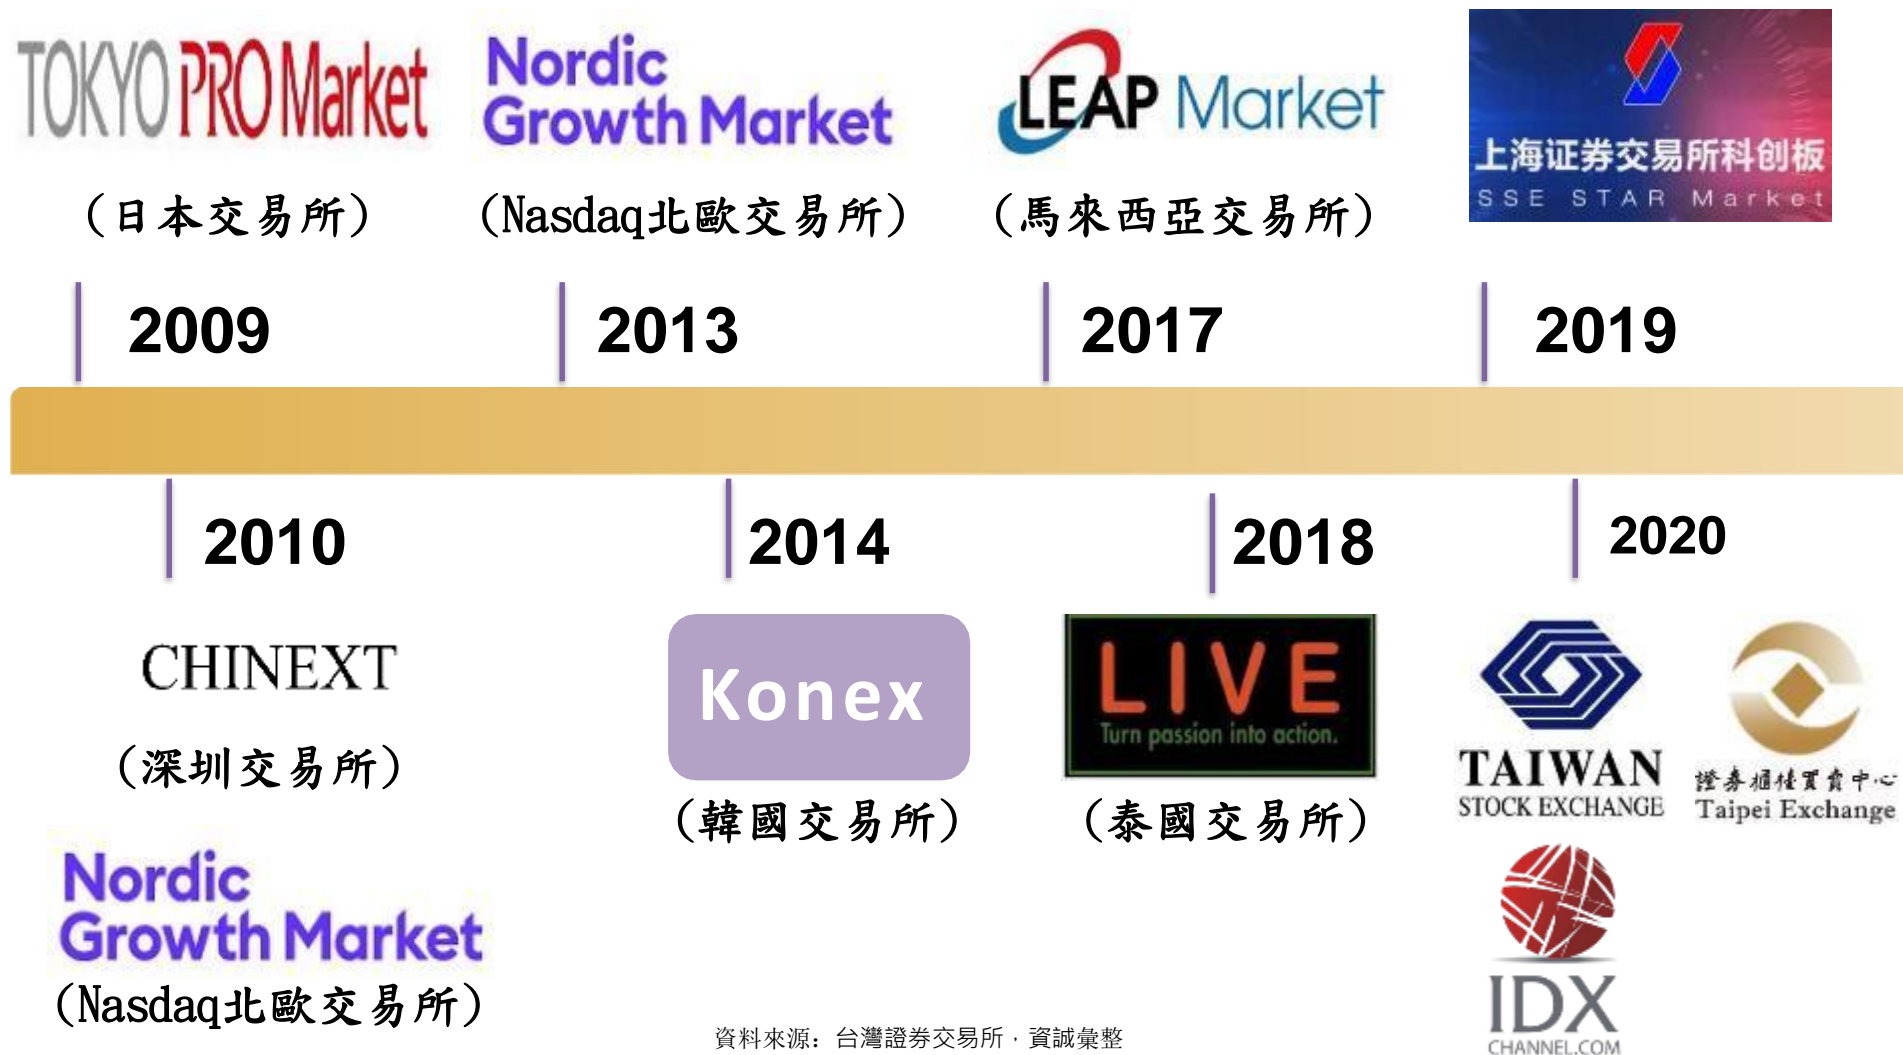 TOKYO PRO Market
(日本交易所)
Nordic
Growth Market
(Nasdaq北歐交易所)
LEAP Market
(馬來西亞交易所)
上海证券交易所科创板
SSE STAR Market
2009
2013
2017
2019
2010
2014
2018
2020
CHINEXT
(深圳交易所)
Nordic
Growth Market
(Nasdaq北歐交易所)
Konex
(韓國交易所)
LIVE
Turn passion into action.
(泰國交易所)
TAIWAN
STOCK EXCHANGE
證券櫃檯買賣中心
Taipei Exchange
IDX
CHANNEL.COM
資料來源：台灣證券交易所，資誠彙整